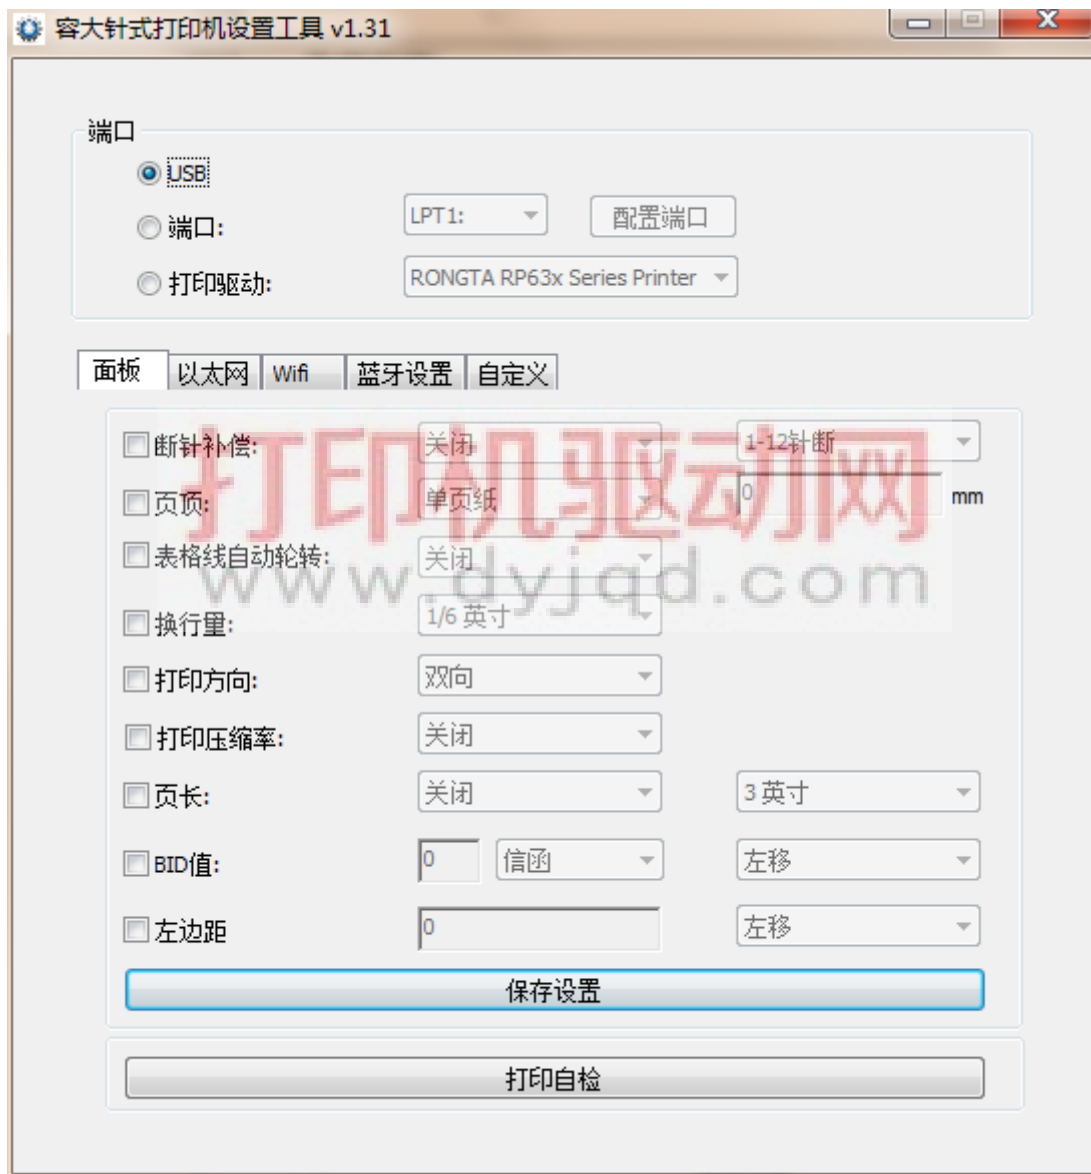 容大针式打印机设置工具 v1.31
端口
USB
端口: LPT1: 配置端口
打印驱动: RONGTA RP63x Series Printer
面板 以太网 Wifi 蓝牙设置 自定义
断针补偿: 关闭 1-12针断
页顶: 单页纸 0 mm
打印机驱动网
表格线自动轮转: 关闭
www.dyjqd.com
换行量: 1/6 英寸
打印方向: 双向
打印压缩率: 关闭
页长: 关闭 3 英寸
BID值: 0 信函 左移
左边距 0 左移
保存设置
打印自检